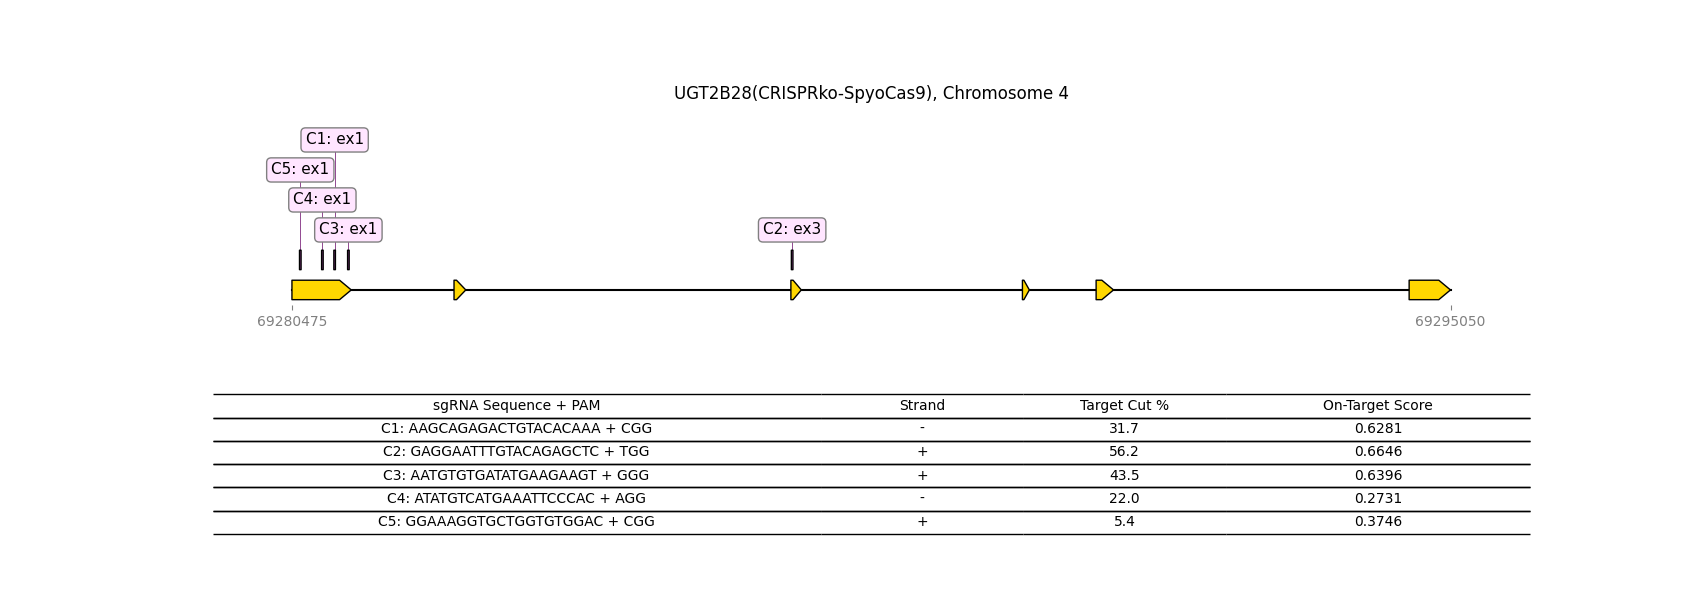 UGT2B28(CRISPRko-SpyoCas9), Chromosome 4
C1: ex1
C5: ex1
C4: ex1
C3: ex1 C2: ex3
69280475 69295050
sgRNA Sequence + PAM Strand Target Cut % On-Target Score
C1: AAGCAGAGACTGTACACAAA + CGG - 31.7 0.6281
C2: GAGGAATTTGTACAGAGCTC + TGG + 56.2 0.6646
C3: AATGTGTGATATGAAGAAGT + GGG + 43.5 0.6396
C4: ATATGTCATGAAATTCCCAC + AGG - 22.0 0.2731
C5: GGAAAGGTGCTGGTGTGGAC + CGG + 5.4 0.3746